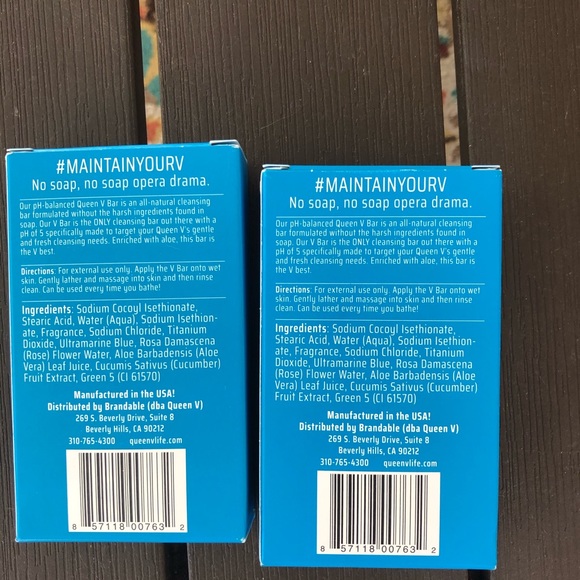 #MAINTAINYOURV
No soap, no soap opera drama.
Our pH-balanced Queen V Bar is an all-natural cleansing
bar formulated without the harsh ingredients found in
soap. Our V Bar is the ONLY cleansing bar out there with a
pH of 5 specifically made to target your Queen V's gentle
and fresh cleansing needs. Enriched with aloe, this bar is
the V best.
Directions: For external use only. Apply the V Bar onto wet
skin. Gently lather and massage into skin and then rinse
clean. Can be used every time you bathe!
Ingredients: Sodium Cocoyl Isethionate,
Stearic Acid, Water (Aqua), Sodium Isethion-
ate, Fragrance, Sodium Chloride, Titanium
Dioxide, Ultramarine Blue, Rosa Damascena
(Rose) Flower Water, Aloe Barbadensis (Aloe
Vera) Leaf Juice, Cucumis Sativus (Cucumber)
Fruit Extract, Green 5 (CI 61570)
Manufactured in the USA!
Distributed by Brandable (dba Queen V)
269 S. Beverly Drive, Suite 8
Beverly Hills, CA 90212
310-765-4300 queenvlife.com
8 57118 00763 2
#MAINTAINYOURV
No soap, no soap opera drama.
Our pH-balanced Queen V Bar is an all-natural cleansing
bar formulated without the harsh ingredients found in
soap. Our V Bar is the ONLY cleansing bar out there with a
pH of 5 specifically made to target your Queen V's gentle
and fresh cleansing needs. Enriched with aloe, this bar is
the V best.
Directions: For external use only. Apply the V Bar onto wet
skin. Gently lather and massage into skin and then rinse
clean. Can be used every time you bathe!
Ingredients: Sodium Cocoyl Isethionate,
Stearic Acid, Water (Aqua), Sodium Isethion-
ate, Fragrance, Sodium Chloride, Titanium
Dioxide, Ultramarine Blue, Rosa Damascena
(Rose) Flower Water, Aloe Barbadensis (Aloe
Vera) Leaf Juice, Cucumis Sativus (Cucumber)
Fruit Extract, Green 5 (CI 61570)
Manufactured in the USA!
Distributed by Brandable (dba Queen V)
269 S. Beverly Drive, Suite 8
Beverly Hills, CA 90212
310-765-4300 queenvlife.com
8 57118 00763 2